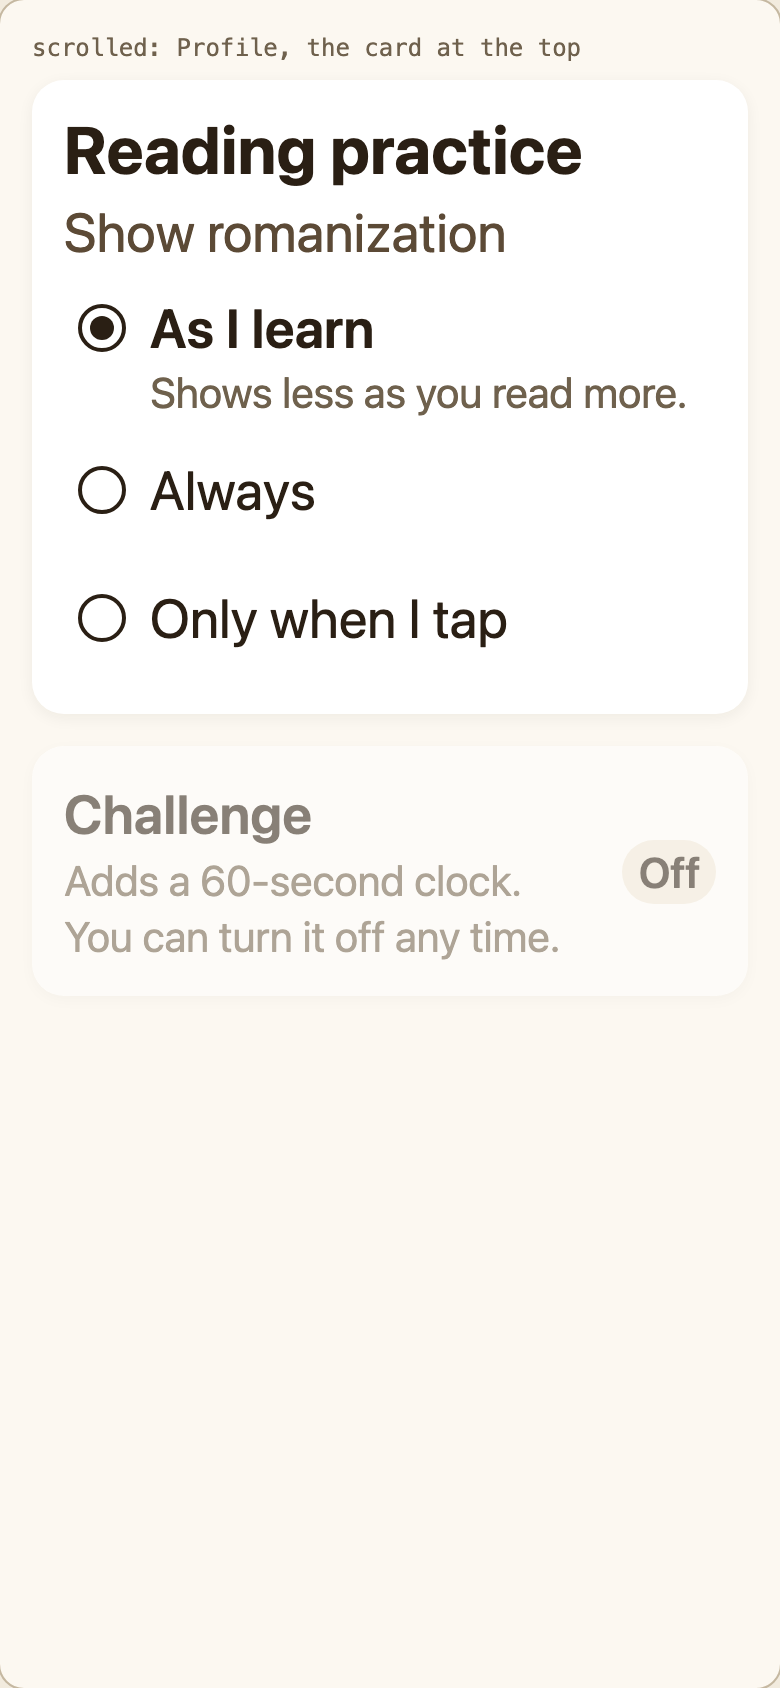 scrolled: Profile, the card at the top
Reading practice
Show romanization
As I learn
Shows less as you read more.
Always
Only when I tap
Challenge
Adds a 60-second clock.
You can turn it off any time.
Off